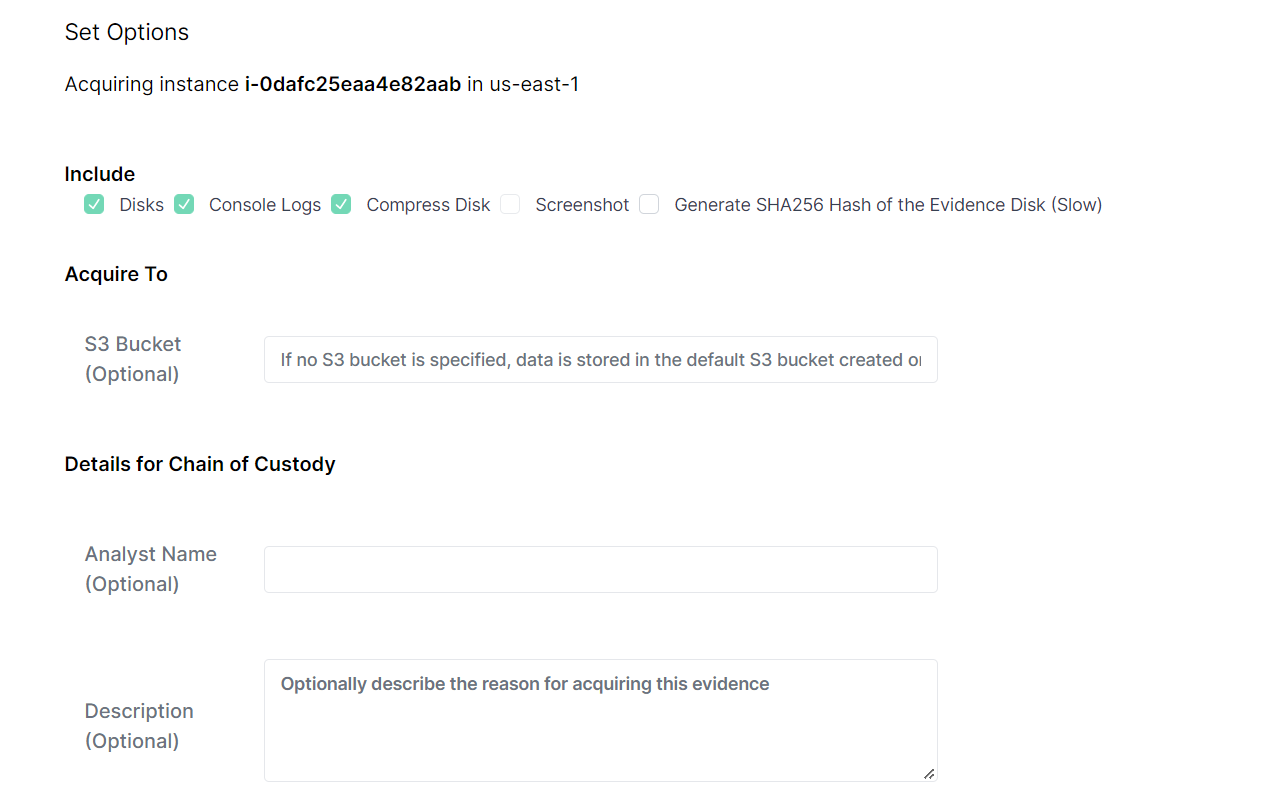 Set Options
Acquiring instance i-0dafc25eaa4e82aab in us-east-1
Include
Disks Console Logs Compress Disk Screenshot Generate SHA256 Hash of the Evidence Disk (Slow)
Acquire To
S3 Bucket
(Optional)
If no S3 bucket is specified, data is stored in the default S3 bucket created
Details for Chain of Custody
Analyst Name
(Optional)
Description
(Optional)
Optionally describe the reason for acquiring this evidence